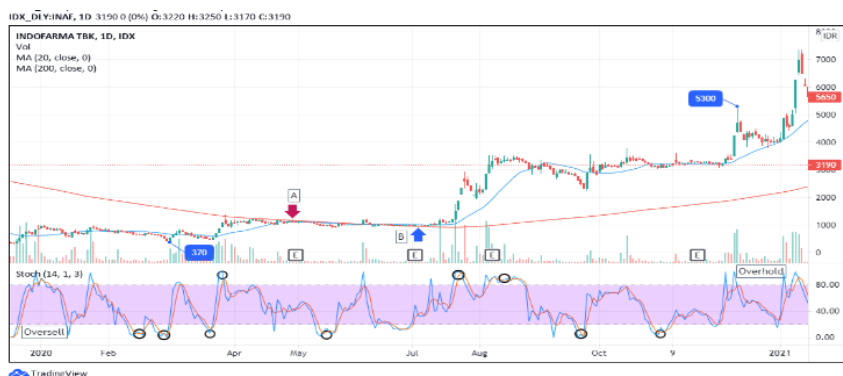 IDX_DLY:INAF, 1D 3190 0 (0%) O:3220 H:3250 L:3170 C:3190
INDOFARMA TBK, 1D, IDX
Vol
MA (20, close, 0)
MA (200, close, 0)
IDR
7000
6000
5650
5300
4000
3190
2000
1000
0
A
B
370
E
E
E
E
Stoch (14, 1, 3)
Overhold
80.00
40.00
Oversell
0.00
2020 Feb Apr May Jul Aug Oct 9 2021
TradingView